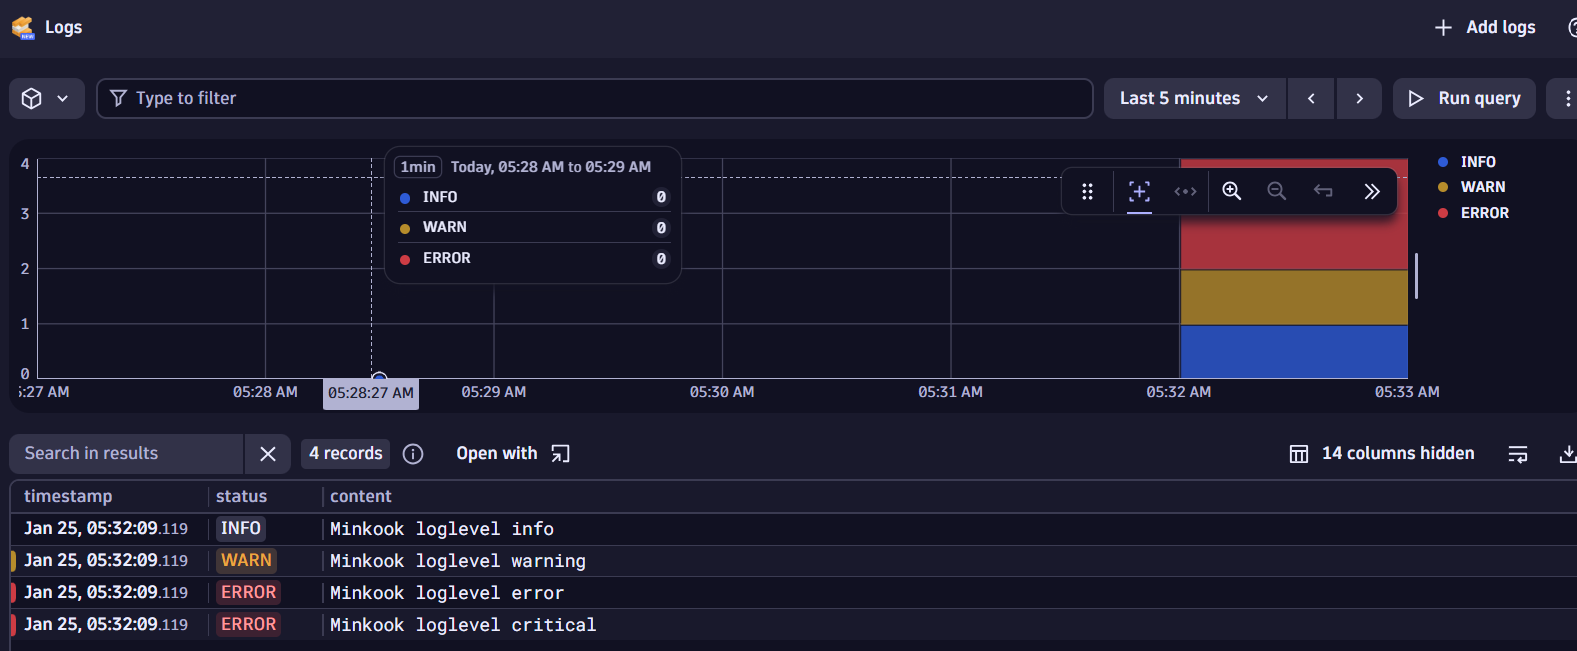 Logs
Add logs
Type to filter
Last 5 minutes
Run query
4
3
2
1
0
1min Today, 05:28 AM to 05:29 AM
INFO 0
WARN 0
ERROR 0
INFO
WARN
ERROR
:27 AM 05:28 AM 05:28:27 AM 05:29 AM 05:30 AM 05:31 AM 05:32 AM 05:33 AM
Search in results
4 records
Open with
14 columns hidden
timestamp status content
Jan 25, 05:32:09.119 INFO Minkook loglevel info
Jan 25, 05:32:09.119 WARN Minkook loglevel warning
Jan 25, 05:32:09.119 ERROR Minkook loglevel error
Jan 25, 05:32:09.119 ERROR Minkook loglevel critical